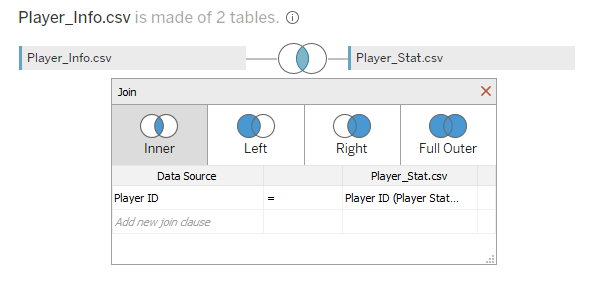 Player_Info.csv is made of 2 tables.
Player_Info.csv Player_Stat.csv
Join
Inner Left Right Full Outer
Data Source Player_Stat.csv
Player ID = Player ID (Player Stat...
Add new join clause